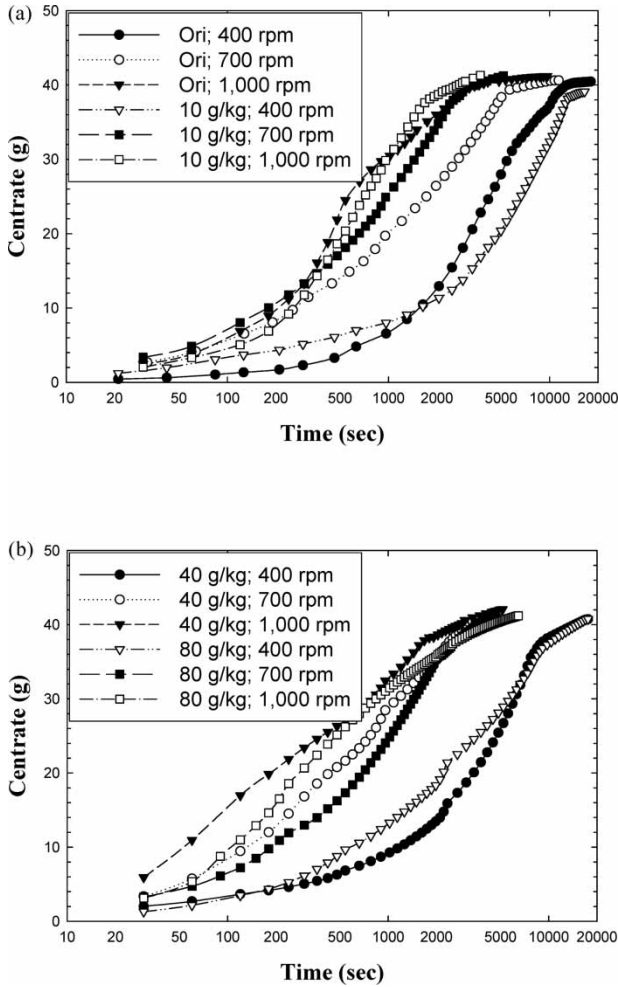 (a)
50
40
30
20
10
0
Centrate (g)
Ori; 400 rpm
Ori; 700 rpm
Ori; 1,000 rpm
10 g/kg; 400 rpm
10 g/kg; 700 rpm
10 g/kg; 1,000 rpm
10 20 50 100 200 500 1000 2000 5000 10000 20000
Time (sec)
(b)
50
40
30
20
10
0
Centrate (g)
40 g/kg; 400 rpm
40 g/kg; 700 rpm
40 g/kg; 1,000 rpm
80 g/kg; 400 rpm
80 g/kg; 700 rpm
80 g/kg; 1,000 rpm
10 20 50 100 200 500 1000 2000 5000 10000 20000
Time (sec)